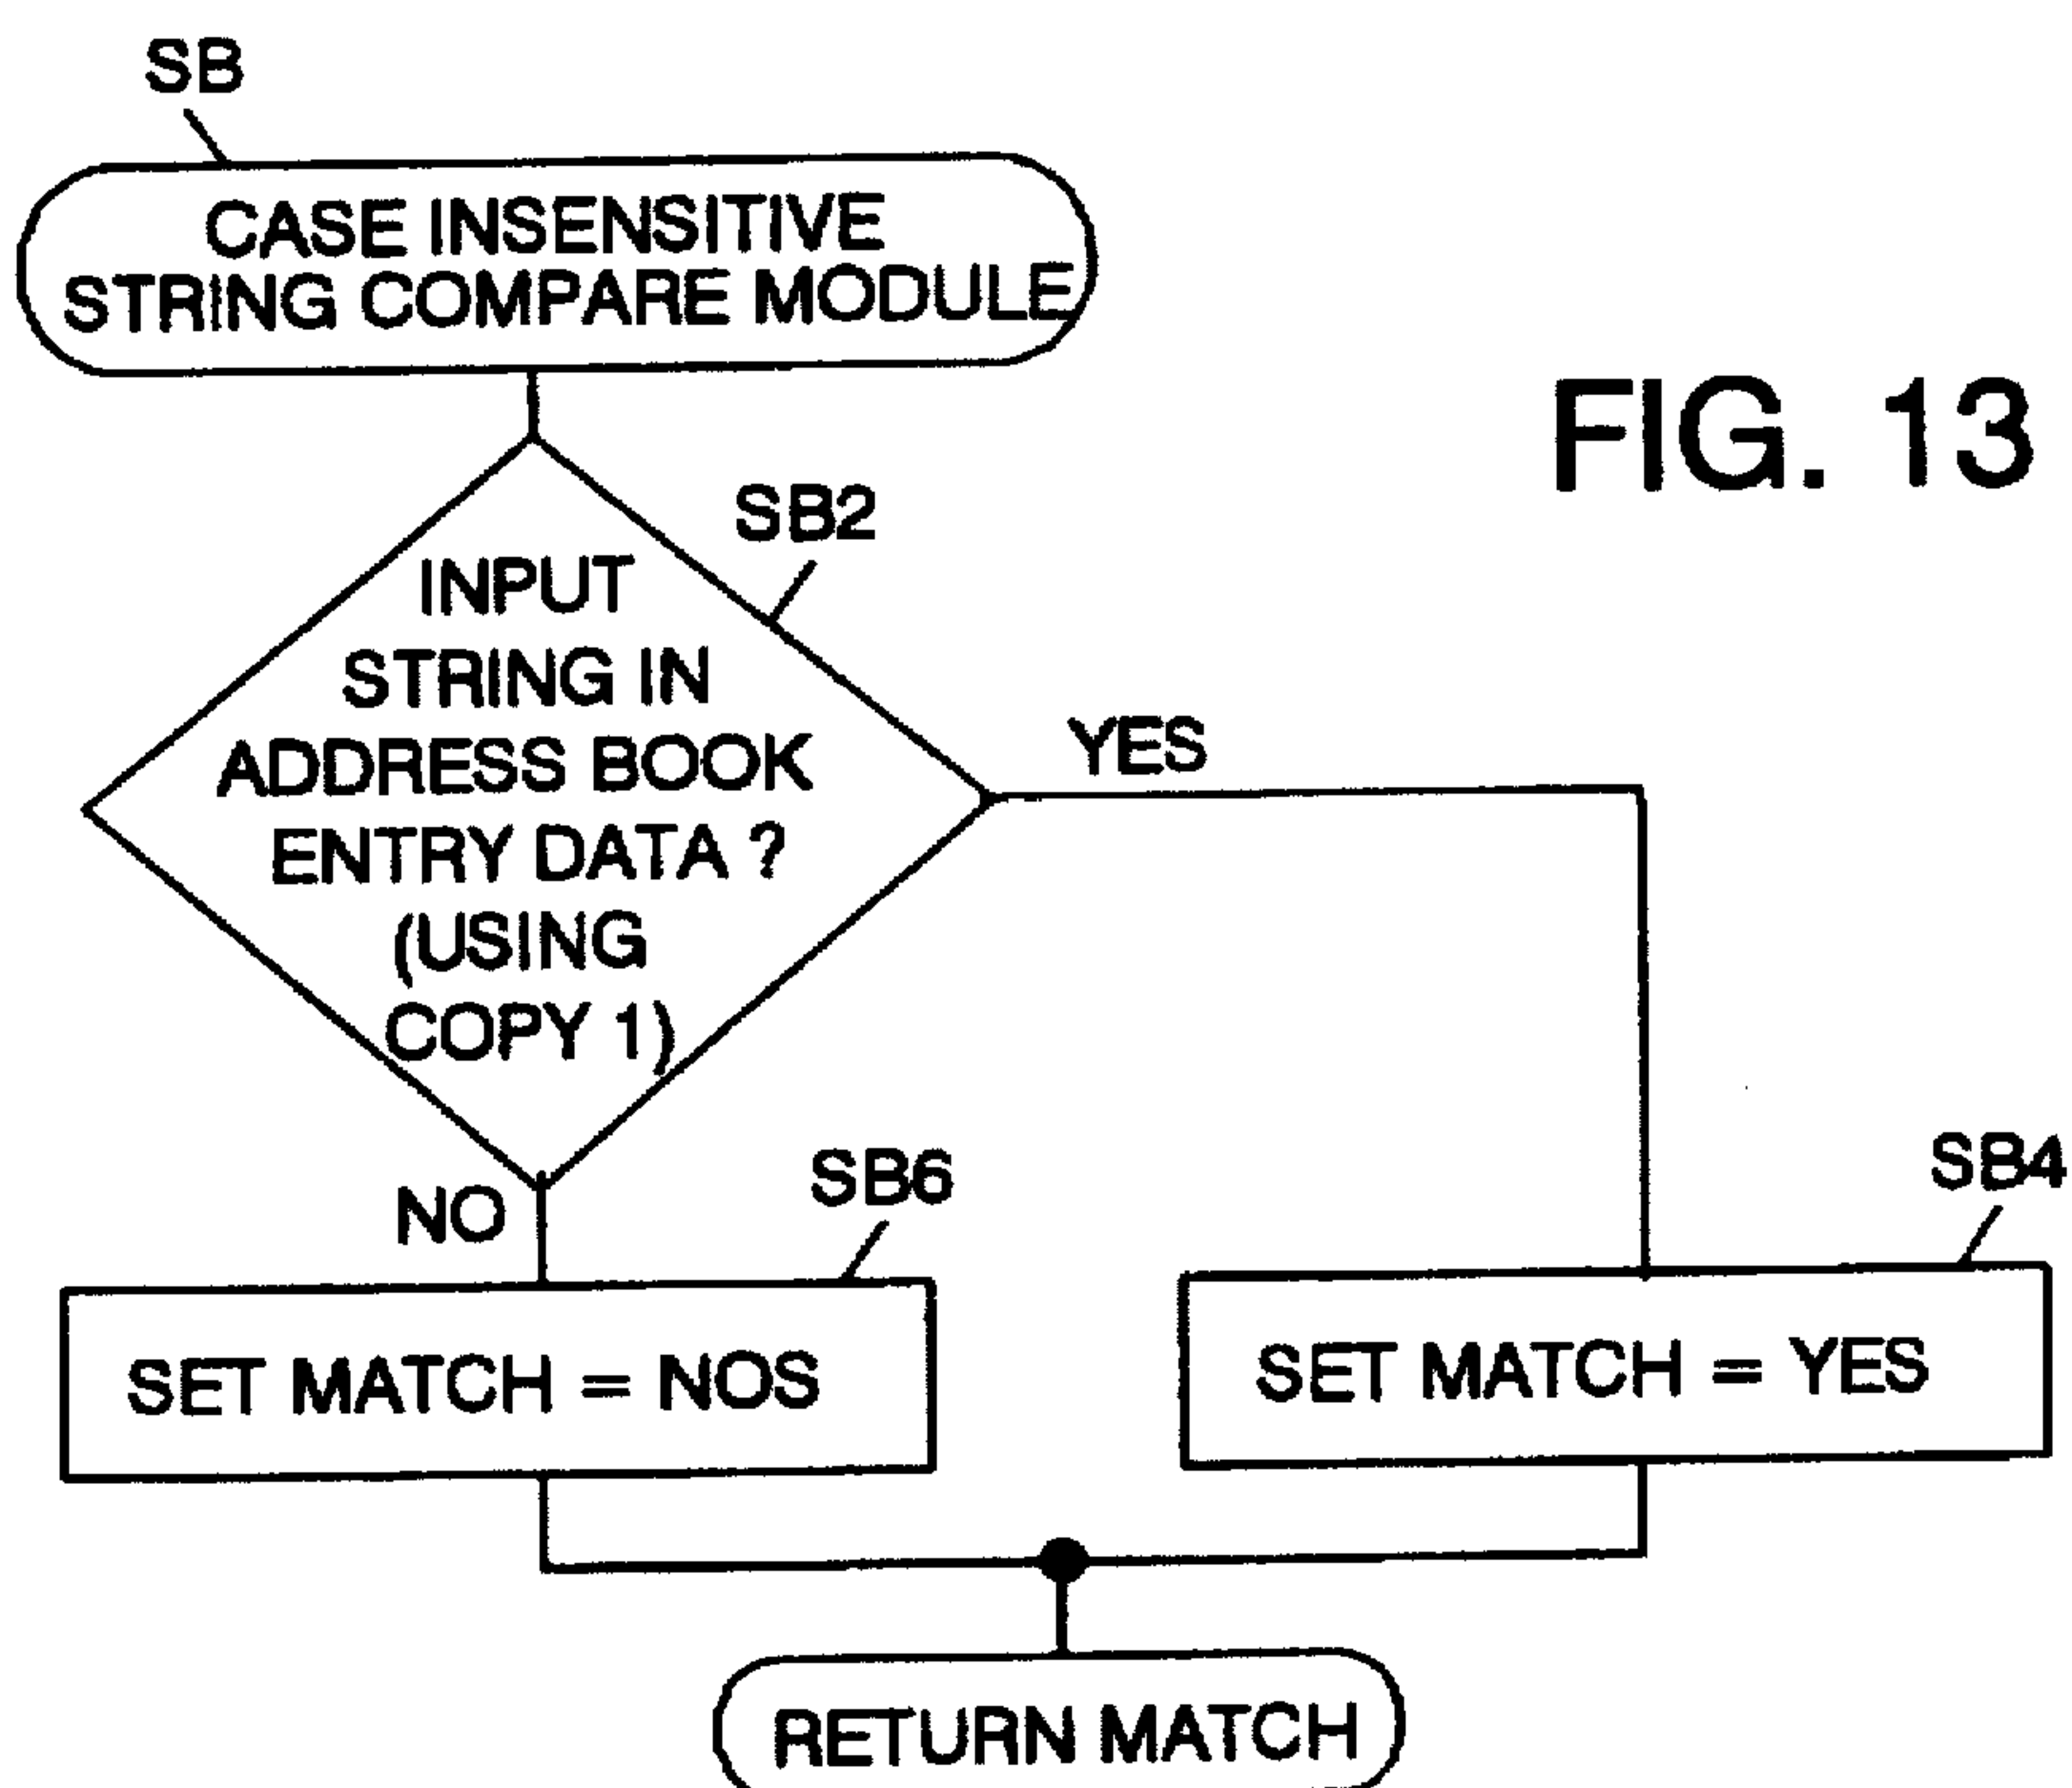 SB
CASE INSENSITIVE
STRING COMPARE MODULE
FIG. 13
SB2
INPUT
STRING IN
ADDRESS BOOK
ENTRY DATA ?
(USING
COPY 1)
YES
NO
SB6
SB4
SET MATCH = NOS
SET MATCH = YES
RETURN MATCH